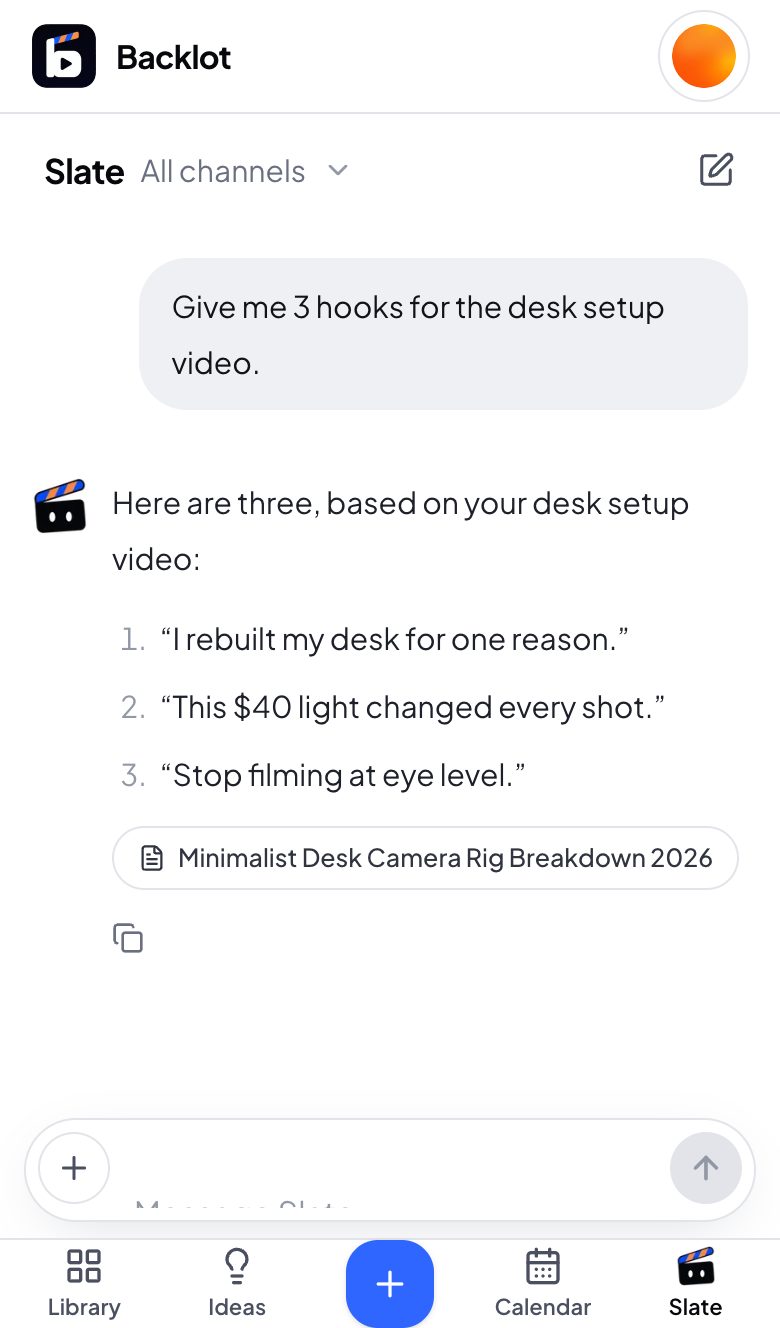 Backlot
Slate All channels
Give me 3 hooks for the desk setup
video.
Here are three, based on your desk setup
video:
1. “I rebuilt my desk for one reason.”
2. “This $40 light changed every shot.”
3. “Stop filming at eye level.”
Minimalist Desk Camera Rig Breakdown 2026
Message Slate
Library Ideas Calendar Slate